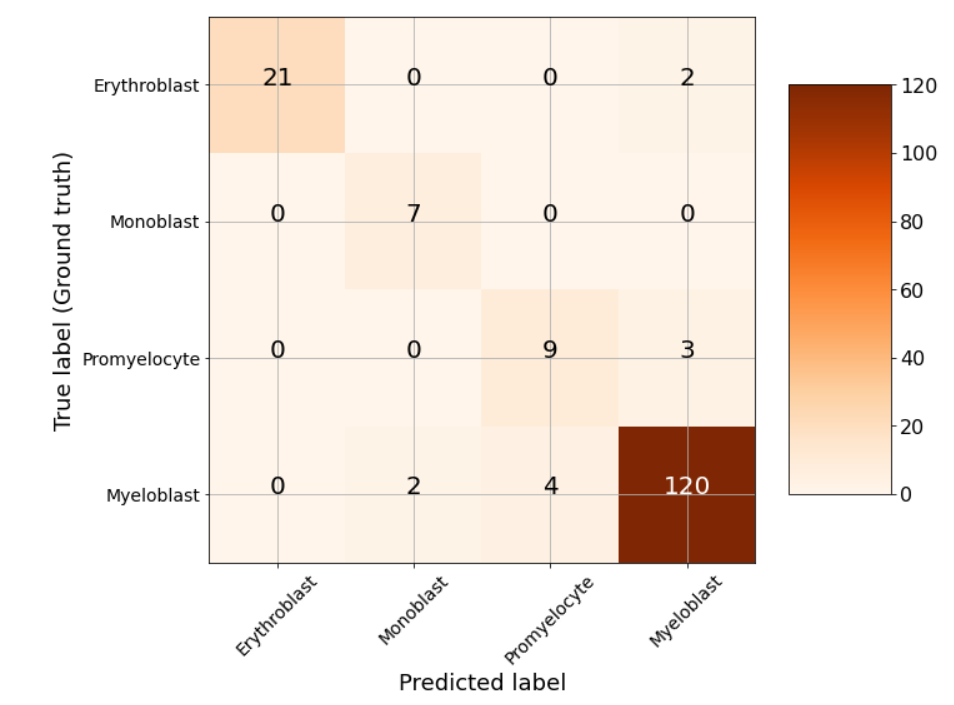 True label (Ground truth)
Erythroblast 21 0 0 2
Monoblast 0 7 0 0
Promyelocyte 0 0 9 3
Myeloblast 0 2 4 120
Erythroblast Monoblast Promyelocyte Myeloblast
Predicted label
120
100
80
60
40
20
0